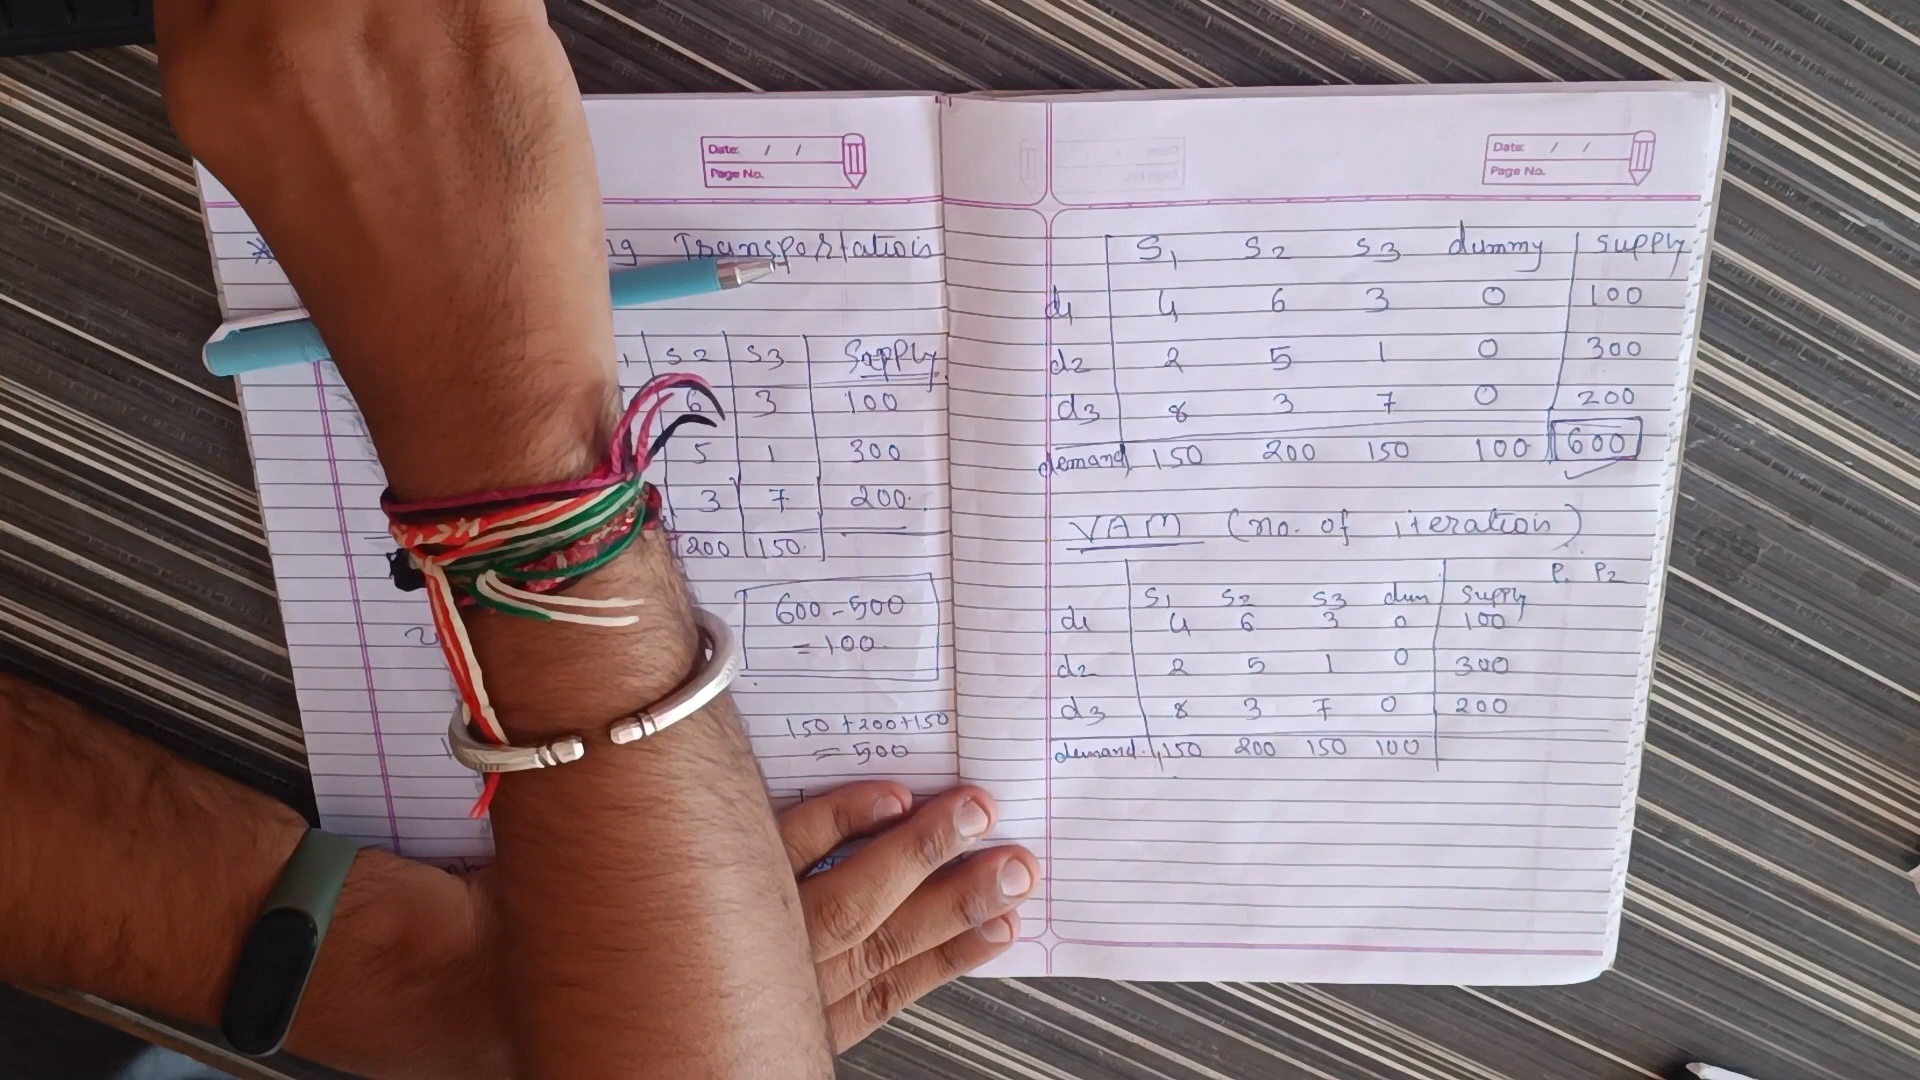 Date: / /
Page No.
Transportation
S2 S3 Supply
6 3 100
5 1 300
3 7 200
200 150
600-500
= 100
150 + 200 + 150
= 500
Date: / /
Page No.
S1 S2 S3 dummy supply
d1 4 6 3 0 100
d2 2 5 1 0 300
d3 8 3 7 0 200
demand 150 200 150 100 600
VAM (no. of iteration)
P. P2
S1 S2 S3 dum supply
d1 4 6 3 0 100
d2 2 5 1 0 300
d3 8 3 7 0 200
demand. 150 200 150 100